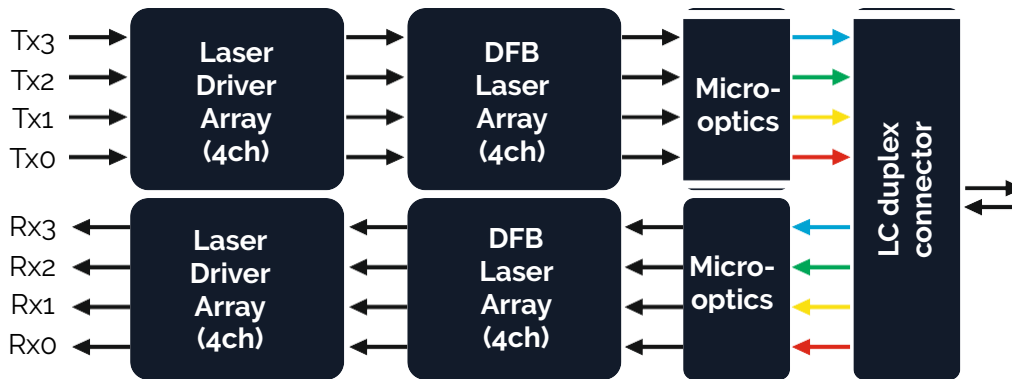 Tx3
Tx2
Tx1
Tx0
Laser
Driver
Array
(4ch)
DFB
Laser
Array
(4ch)
Micro-
optics
LC duplex
connector
Rx3
Rx2
Rx1
Rx0
Laser
Driver
Array
(4ch)
DFB
Laser
Array
(4ch)
Micro-
optics